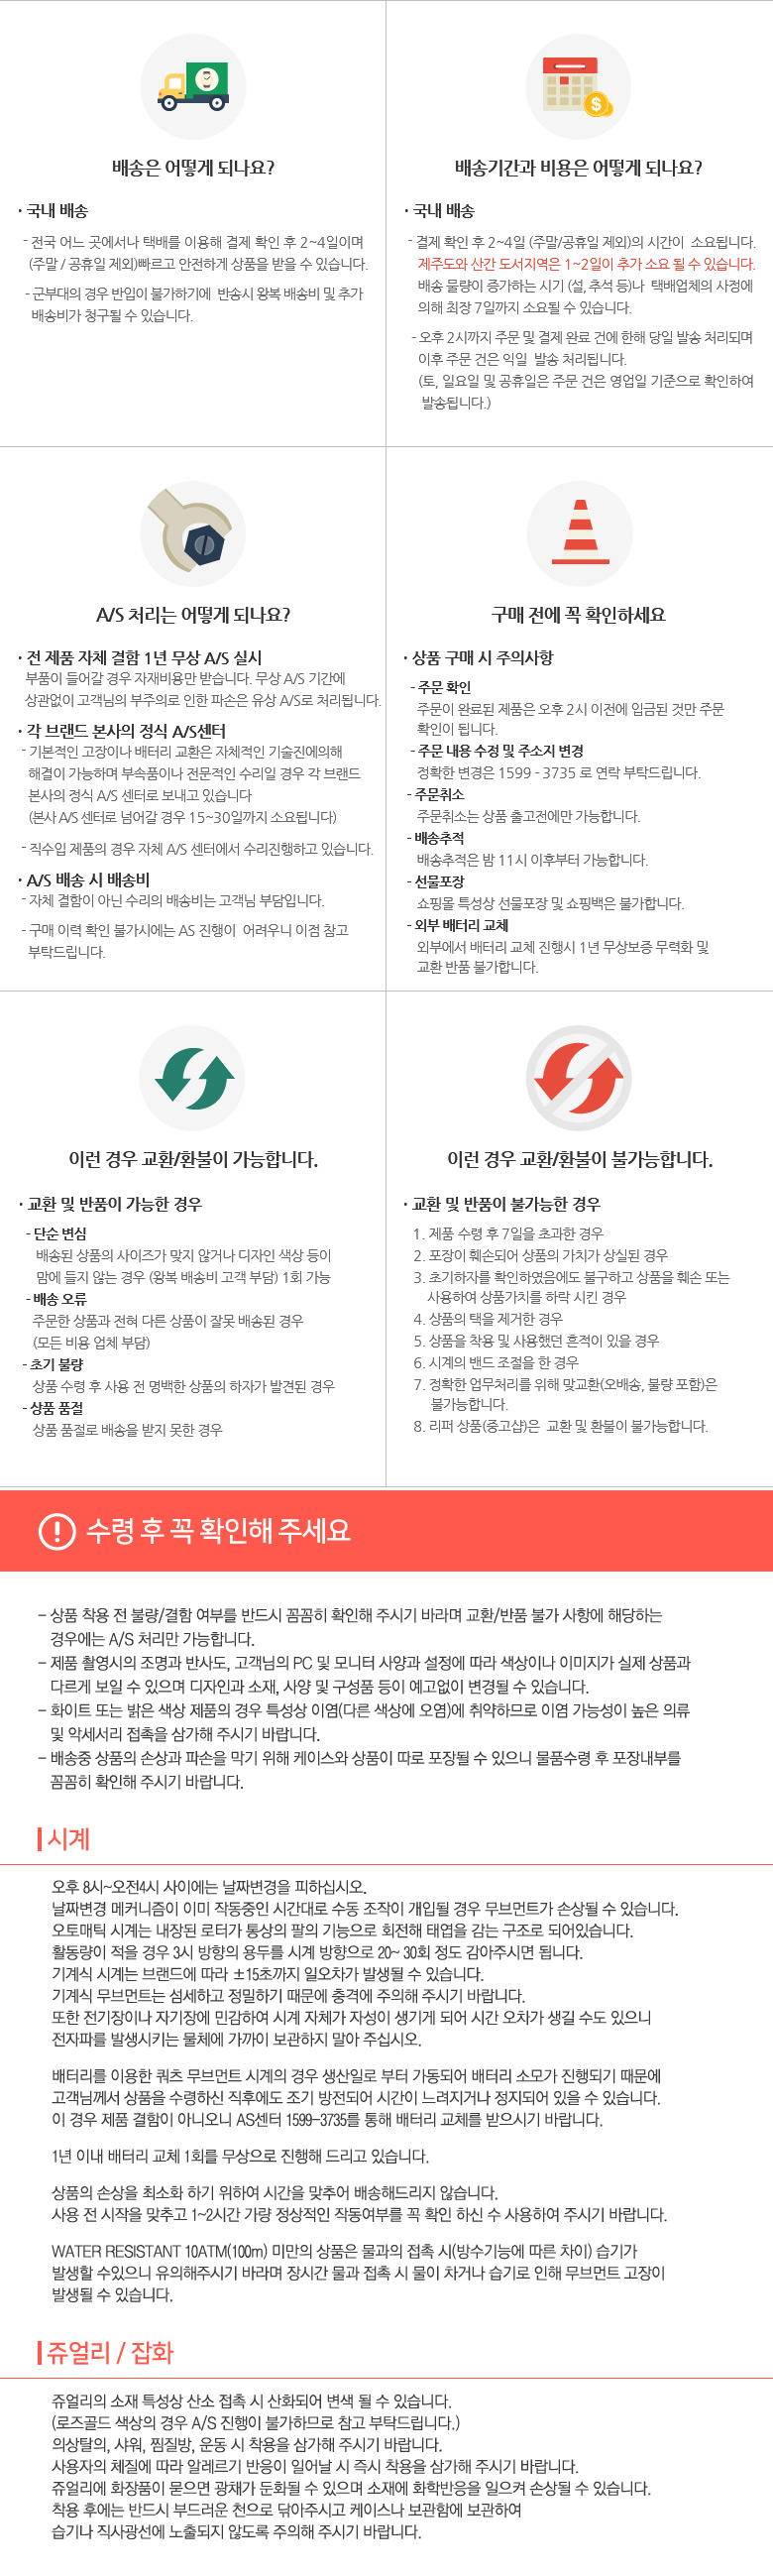 배송은 어떻게 되나요?
· 국내 배송
- 전국 어느 곳에서나 택배를 이용해 결제 확인 후 2~4일이며
(주말 / 공휴일 제외)빠르고 안전하게 상품을 받을 수 있습니다.
- 군부대의 경우 반입이 불가하기에 반송시 왕복 배송비 및 추가
배송비가 청구될 수 있습니다.
배송기간과 비용은 어떻게 되나요?
· 국내 배송
- 결제 확인 후 2~4일 (주말/공휴일 제외)의 시간이 소요됩니다.
제주도와 산간 도서지역은 1~2일이 추가 소요 될 수 있습니다.
배송 물량이 증가하는 시기 (설, 추석 등)나 택배업체의 사정에
의해 최장 7일까지 소요될 수 있습니다.
- 오후 2시까지 주문 및 결제 완료 건에 한해 당일 발송 처리되며
이후 주문 건은 익일 발송 처리됩니다.
(토, 일요일 및 공휴일은 주문 건은 영업일 기준으로 확인하여
발송됩니다.)
A/S 처리는 어떻게 되나요?
· 전 제품 자체 결함 1년 무상 A/S 실시
부품이 들어갈 경우 자재비용만 받습니다. 무상 A/S 기간에
상관없이 고객님의 부주의로 인한 파손은 유상 A/S로 처리됩니다.
· 각 브랜드 본사의 정식 A/S센터
- 기본적인 고장이나 배터리 교환은 자체적인 기술진에의해
해결이 가능하며 부속품이나 전문적인 수리일 경우 각 브랜드
본사의 정식 A/S 센터로 보내고 있습니다
(본사 A/S 센터로 넘어갈 경우 15~30일까지 소요됩니다)
- 직수입 제품의 경우 자체 A/S 센터에서 수리진행하고 있습니다.
· A/S 배송 시 배송비
- 자체 결함이 아닌 수리의 배송비는 고객님 부담입니다.
- 구매 이력 확인 불가시에는 AS 진행이 어려우니 이점 참고
부탁드립니다.
구매 전에 꼭 확인하세요
· 상품 구매 시 주의사항
- 주문 확인
주문이 완료된 제품은 오후 2시 이전에 입금된 것만 주문
확인이 됩니다.
- 주문 내용 수정 및 주소지 변경
정확한 변경은 1599 - 3735 로 연락 부탁드립니다.
- 주문취소
주문취소는 상품 출고전에만 가능합니다.
- 배송추적
배송추적은 밤 11시 이후부터 가능합니다.
- 선물포장
쇼핑몰 특성상 선물포장 및 쇼핑백은 불가합니다.
- 외부 배터리 교체
외부에서 배터리 교체 진행시 1년 무상보증 무력화 및
교환 반품 불가합니다.
이런 경우 교환/환불이 가능합니다.
· 교환 및 반품이 가능한 경우
- 단순 변심
배송된 상품의 사이즈가 맞지 않거나 디자인 색상 등이
맘에 들지 않는 경우 (왕복 배송비 고객 부담) 1회 가능
- 배송 오류
주문한 상품과 전혀 다른 상품이 잘못 배송된 경우
(모든 비용 업체 부담)
- 초기 불량
상품 수령 후 사용 전 명백한 상품의 하자가 발견된 경우
- 상품 품절
상품 품절로 배송을 받지 못한 경우
이런 경우 교환/환불이 불가능합니다.
· 교환 및 반품이 불가능한 경우
1. 제품 수령 후 7일을 초과한 경우
2. 포장이 훼손되어 상품의 가치가 상실된 경우
3. 초기하자를 확인하였음에도 불구하고 상품을 훼손 또는
사용하여 상품가치를 하락 시킨 경우
4. 상품의 택을 제거한 경우
5. 상품을 착용 및 사용했던 흔적이 있을 경우
6. 시계의 밴드 조절을 한 경우
7. 정확한 업무처리를 위해 맞교환(오배송, 불량 포함)은
불가능합니다.
8. 리퍼 상품(중고샵)은 교환 및 환불이 불가능합니다.
수령 후 꼭 확인해 주세요
- 상품 착용 전 불량/결함 여부를 반드시 꼼꼼히 확인해 주시기 바라며 교환/반품 불가 사항에 해당하는
경우에는 A/S 처리만 가능합니다.
- 제품 촬영시의 조명과 반사도, 고객님의 PC 및 모니터 사양과 설정에 따라 색상이나 이미지가 실제 상품과
다르게 보일 수 있으며 디자인과 소재, 사양 및 구성품 등이 예고없이 변경될 수 있습니다.
- 화이트 또는 밝은 색상 제품의 경우 특성상 이염(다른 색상에 오염)에 취약하므로 이염 가능성이 높은 의류
및 악세서리 접촉을 삼가해 주시기 바랍니다.
- 배송중 상품의 손상과 파손을 막기 위해 케이스와 상품이 따로 포장될 수 있으니 물품수령 후 포장내부를
꼼꼼히 확인해 주시기 바랍니다.
시계
오후 8시~오전4시 사이에는 날짜변경을 피하십시오.
날짜변경 메커니즘이 이미 작동중인 시간대로 수동 조작이 개입될 경우 무브먼트가 손상될 수 있습니다.
오토매틱 시계는 내장된 로터가 통상의 팔의 기능으로 회전해 태엽을 감는 구조로 되어있습니다.
활동량이 적을 경우 3시 방향의 용두를 시계 방향으로 20~ 30회 정도 감아주시면 됩니다.
기계식 시계는 브랜드에 따라 ±15초까지 일오차가 발생될 수 있습니다.
기계식 무브먼트는 섬세하고 정밀하기 때문에 충격에 주의해 주시기 바랍니다.
또한 전기장이나 자기장에 민감하여 시계 자체가 자성이 생기게 되어 시간 오차가 생길 수도 있으니
전자파를 발생시키는 물체에 가까이 보관하지 말아 주십시오.
배터리를 이용한 쿼츠 무브먼트 시계의 경우 생산일로 부터 가동되어 배터리 소모가 진행되기 때문에
고객님께서 상품을 수령하신 직후에도 조기 방전되어 시간이 느려지거나 정지되어 있을 수 있습니다.
이 경우 제품 결함이 아니오니 AS센터 1599-3735를 통해 배터리 교체를 받으시기 바랍니다.
1년 이내 배터리 교체 1회를 무상으로 진행해 드리고 있습니다.
상품의 손상을 최소화 하기 위하여 시간을 맞추어 배송해드리지 않습니다.
사용 전 시작을 맞추고 1~2시간 가량 정상적인 작동여부를 꼭 확인 하신 수 사용하여 주시기 바랍니다.
WATER RESISTANT 10ATM(100m) 미만의 상품은 물과의 접촉 시(방수기능에 따른 차이) 습기가
발생할 수있으니 유의해주시기 바라며 장시간 물과 접촉 시 물이 차거나 습기로 인해 무브먼트 고장이
발생될 수 있습니다.
쥬얼리 / 잡화
쥬얼리의 소재 특성상 산소 접촉 시 산화되어 변색 될 수 있습니다.
(로즈골드 색상의 경우 A/S 진행이 불가하므로 참고 부탁드립니다.)
의상탈의, 샤워, 찜질방, 운동 시 착용을 삼가해 주시기 바랍니다.
사용자의 체질에 따라 알레르기 반응이 일어날 시 즉시 착용을 삼가해 주시기 바랍니다.
쥬얼리에 화장품이 묻으면 광채가 둔화될 수 있으며 소재에 화학반응을 일으켜 손상될 수 있습니다.
착용 후에는 반드시 부드러운 천으로 닦아주시고 케이스나 보관함에 보관하여
습기나 직사광선에 노출되지 않도록 주의해 주시기 바랍니다.